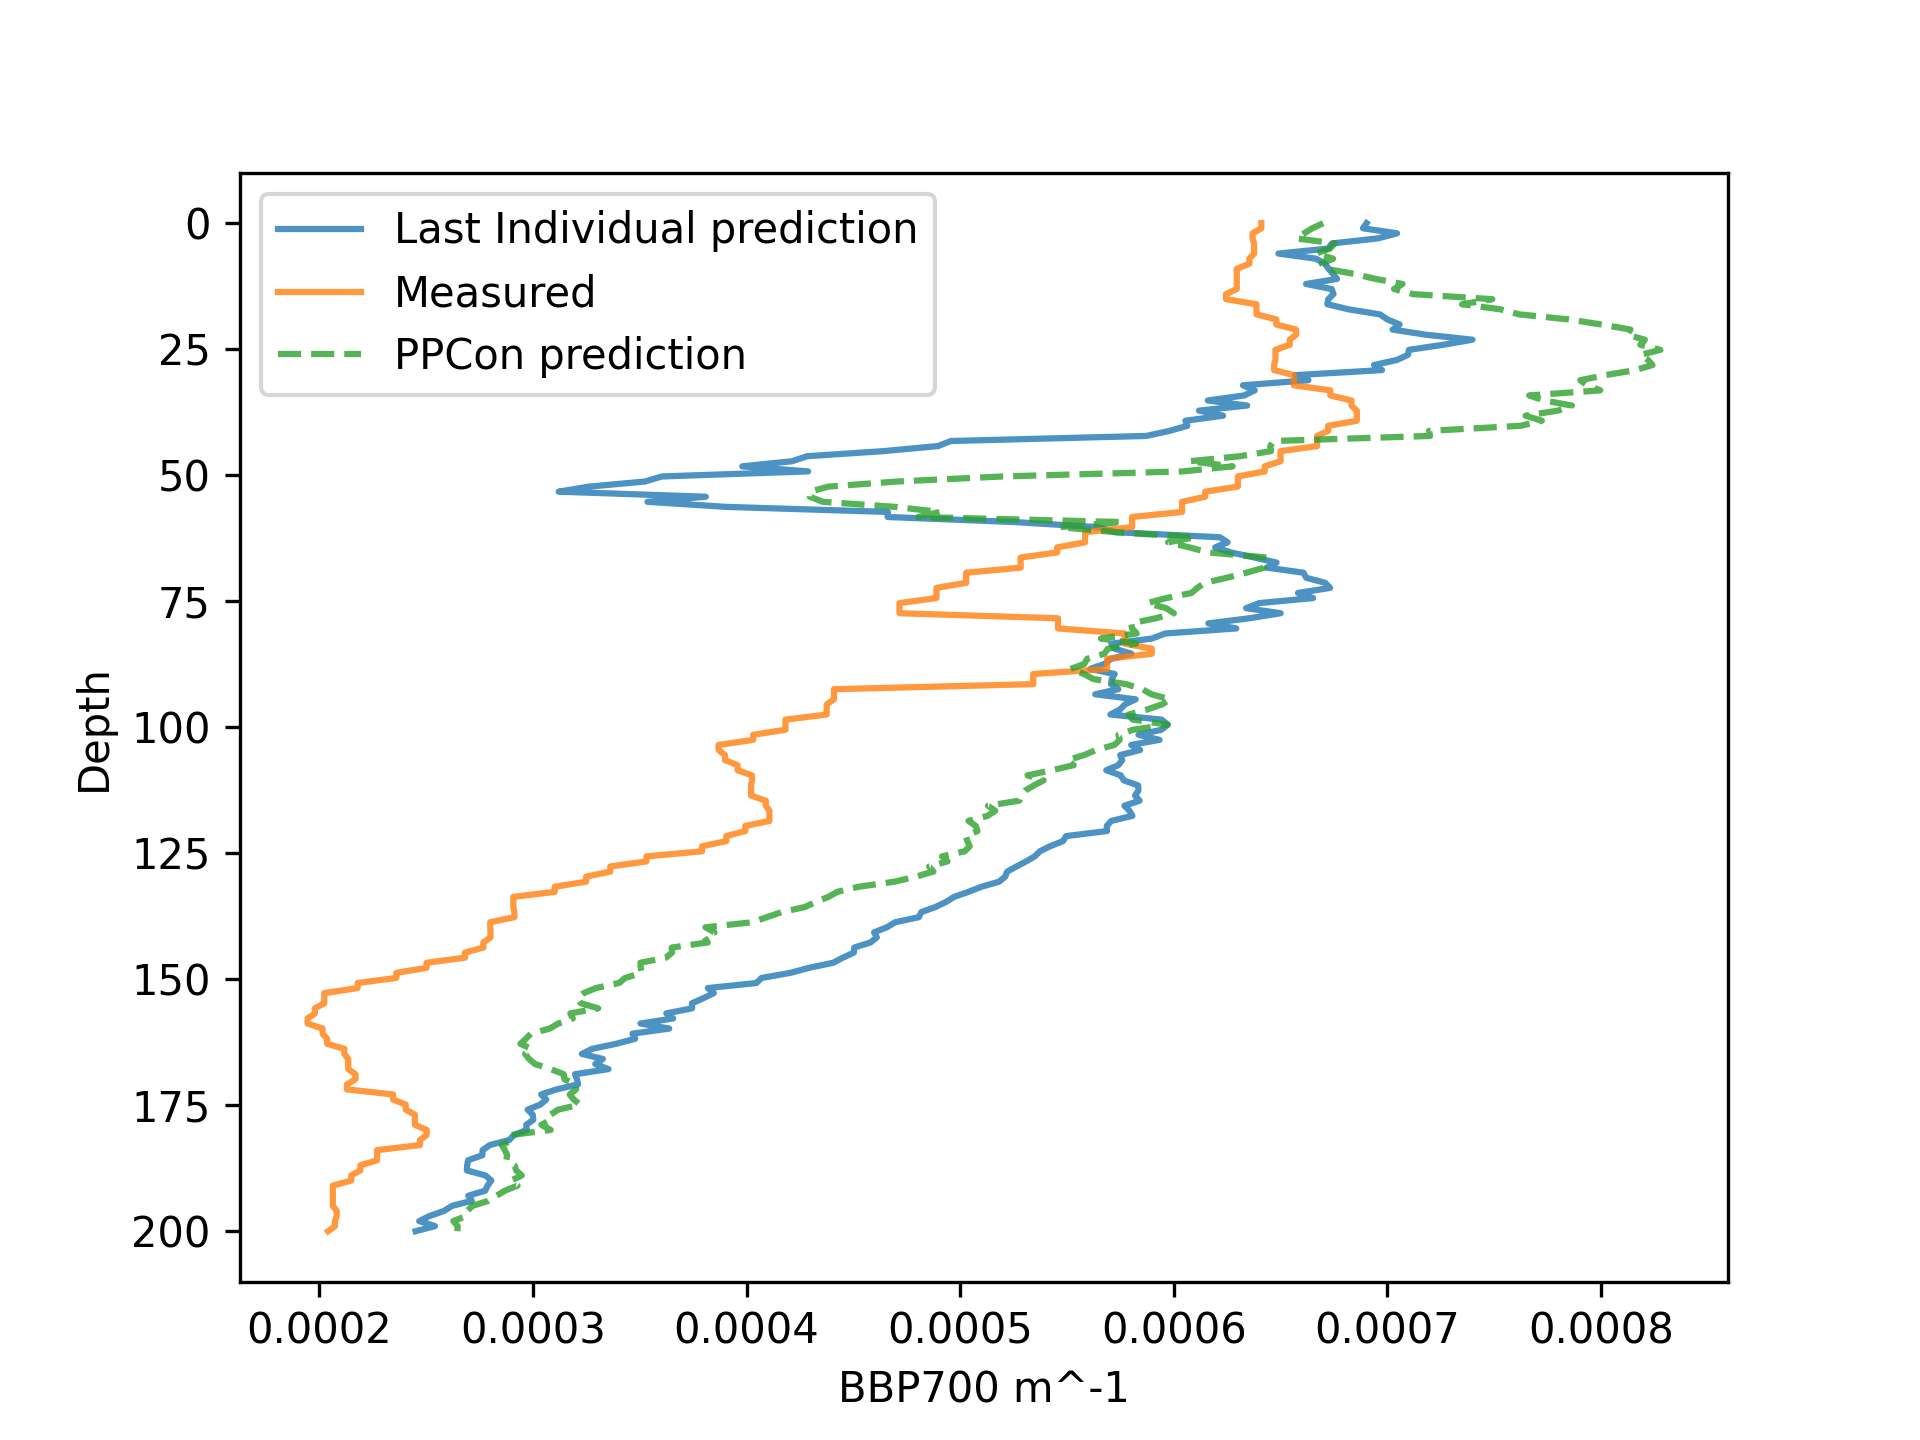 Last Individual prediction
Measured
PPCon prediction
0
25
50
75
100
125
150
175
200
Depth
0.0002 0.0003 0.0004 0.0005 0.0006 0.0007 0.0008
BBP700 m^-1